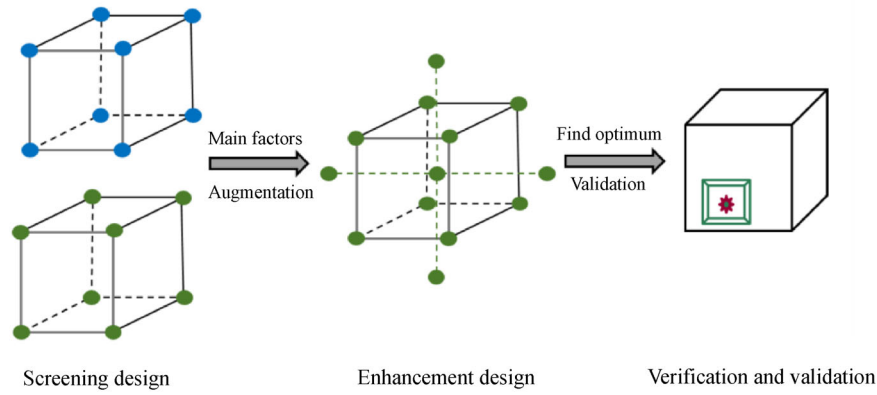 Main factors
Augmentation
Find optimum
Validation
Screening design
Enhancement design
Verification and validation